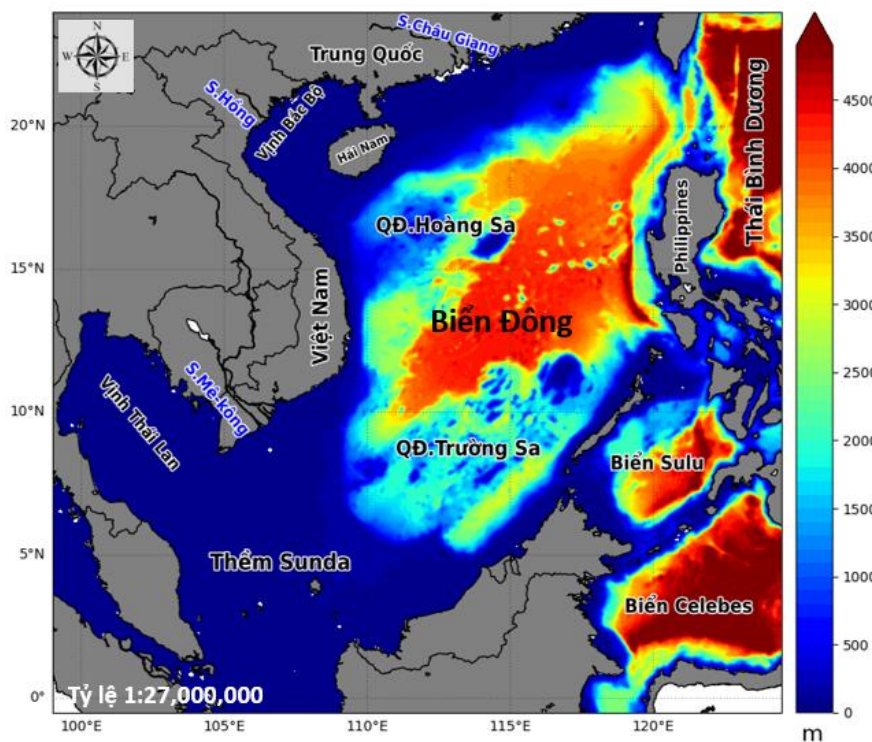 N
W E
S
S.Châu Giang
Trung Quốc
S.Hồng
Vịnh Bắc Bộ
Hải Nam
20°N
Thái Bình Dương
Philippines
QĐ.Hoàng Sa
15°N
Việt Nam
Biển Đông
S.Mê-kông
10°N
Vịnh Thái Lan
QĐ.Trường Sa
Biển Sulu
5°N
Thềm Sunda
Biển Celebes
0°
Tỷ lệ 1:27,000,000
100°E
105°E
110°E
115°E
120°E
4500
4000
3500
3000
2500
2000
1500
1000
500
0
m